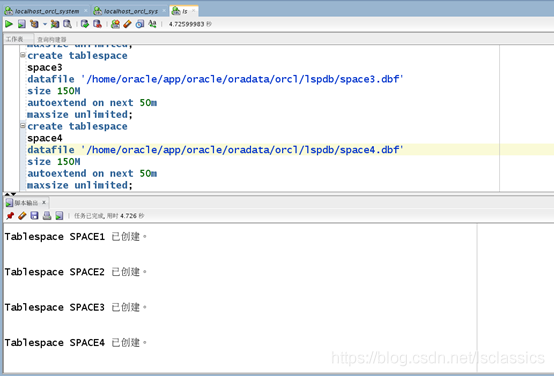 localhost_orcl_system
localhost_orcl_sys
ls
4.72599983 秒
工作表 查询构建器
maxsize unlimited;
create tablespace
space3
datafile '/home/oracle/app/oracle/oradata/orcl/lspdb/space3.dbf'
size 150M
autoextend on next 50m
maxsize unlimited;
create tablespace
space4
datafile '/home/oracle/app/oracle/oradata/orcl/lspdb/space4.dbf'
size 150M
autoextend on next 50m
maxsize unlimited;
脚本输出 x
任务已完成, 用时 4.726 秒
Tablespace SPACE1 已创建。
Tablespace SPACE2 已创建。
Tablespace SPACE3 已创建。
Tablespace SPACE4 已创建。
https://blog.csdn.net/lsclassics